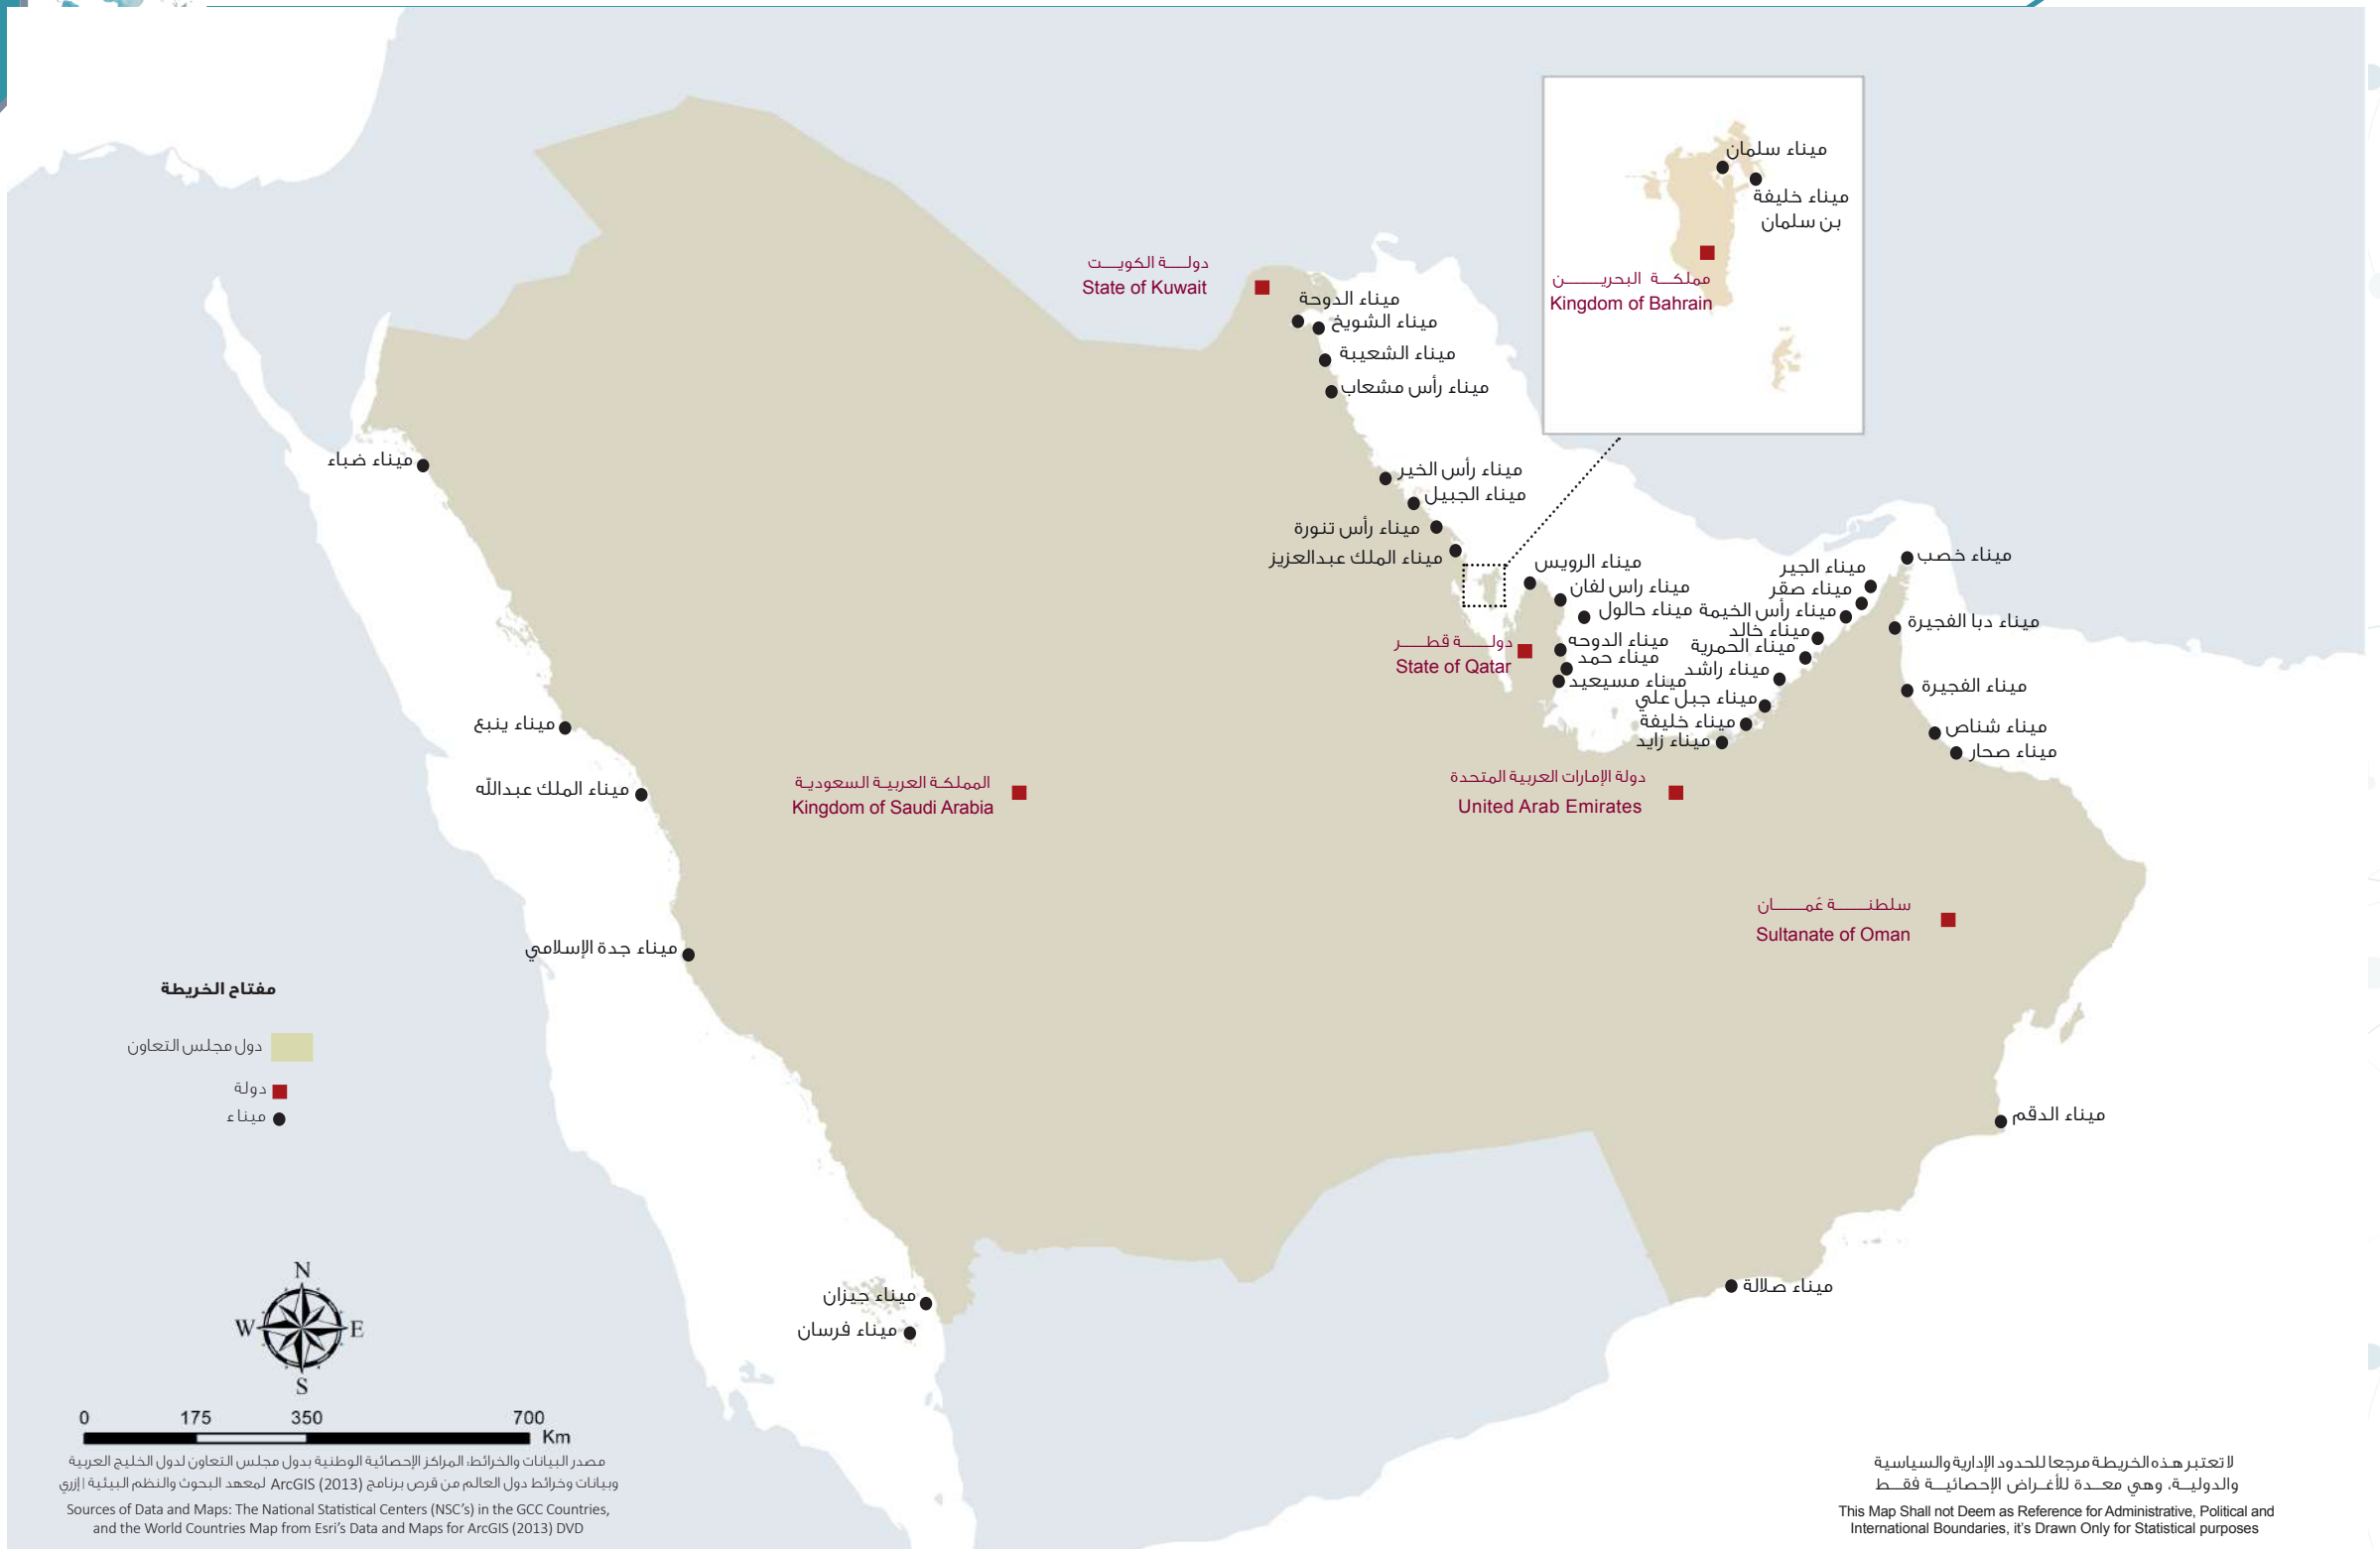 ميناء سلمان
ميناء خليفة
بن سلمان
مملكة البحرين
Kingdom of Bahrain
دولة الكويت
State of Kuwait
ميناء الدوحة
ميناء الشويخ
ميناء الشعيبة
ميناء رأس مشعاب
ميناء ضباء
ميناء رأس الخير
ميناء الجبيل
ميناء رأس تنورة
ميناء الملك عبدالعزيز
ميناء الرويس
ميناء راس لفان
ميناء حالول
دولة قطر
State of Qatar
ميناء الدوحه
ميناء حمد
ميناء مسيعيد
ميناء خصب
ميناء الجير
ميناء صقر
ميناء رأس الخيمة
ميناء خالد
ميناء الحمرية
ميناء راشد
ميناء جبل علي
ميناء خليفة
ميناء زايد
ميناء دبا الفجيرة
ميناء الفجيرة
ميناء شناص
ميناء صحار
ميناء ينبع
ميناء الملك عبدالله
المملكة العربية السعودية
Kingdom of Saudi Arabia
دولة الإمارات العربية المتحدة
United Arab Emirates
سلطنة عُمان
Sultanate of Oman
ميناء جدة الإسلامي
مفتاح الخريطة
دول مجلس التعاون
دولة
ميناء
ميناء الدقم
ميناء صلالة
ميناء جيزان
ميناء فرسان
N
W
E
S
0 175 350 700
Km
مصدر البيانات والخرائط: المراكز الإحصائية الوطنية بدول مجلس التعاون لدول الخليج العربية
وبيانات وخرائط دول العالم من قرص برنامج ArcGIS (2013) لمعهد البحوث والنظم البيئية | إزري
Sources of Data and Maps: The National Statistical Centers (NSC's) in the GCC Countries,
and the World Countries Map from Esri's Data and Maps for ArcGIS (2013) DVD
لا تعتبر هذه الخريطة مرجعا للحدود الإدارية والسياسية
والدولية، وهي معدة للأغراض الإحصائية فقط
This Map Shall not Deem as Reference for Administrative, Political and
International Boundaries, it's Drawn Only for Statistical purposes